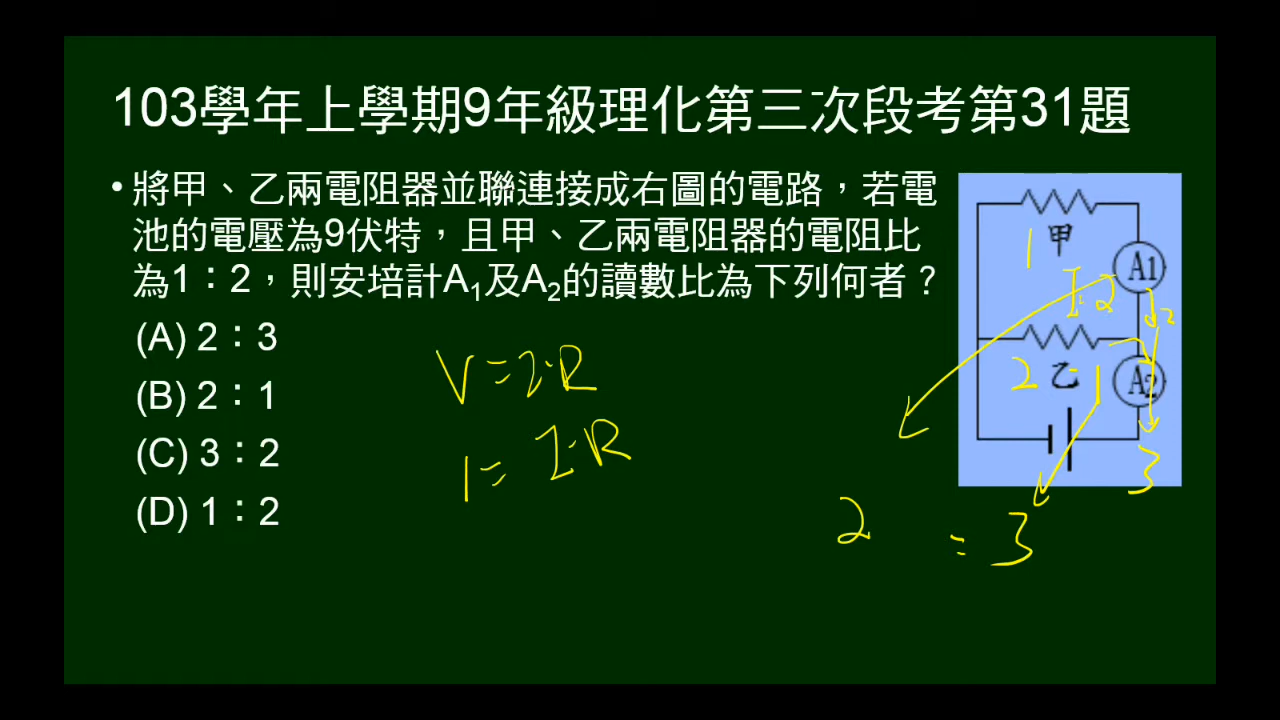 103學年上學期9年級理化第三次段考第31題
• 將甲、乙兩電阻器並聯連接成右圖的電路，若電
池的電壓為9伏特，且甲、乙兩電阻器的電阻比
為1：2，則安培計A₁及A₂的讀數比為下列何者？
(A) 2：3
(B) 2：1
(C) 3：2
(D) 1：2
V=I·R
1=I·R
1 甲
A1
I=2
2
2 乙 1
A2
3
2 : 3